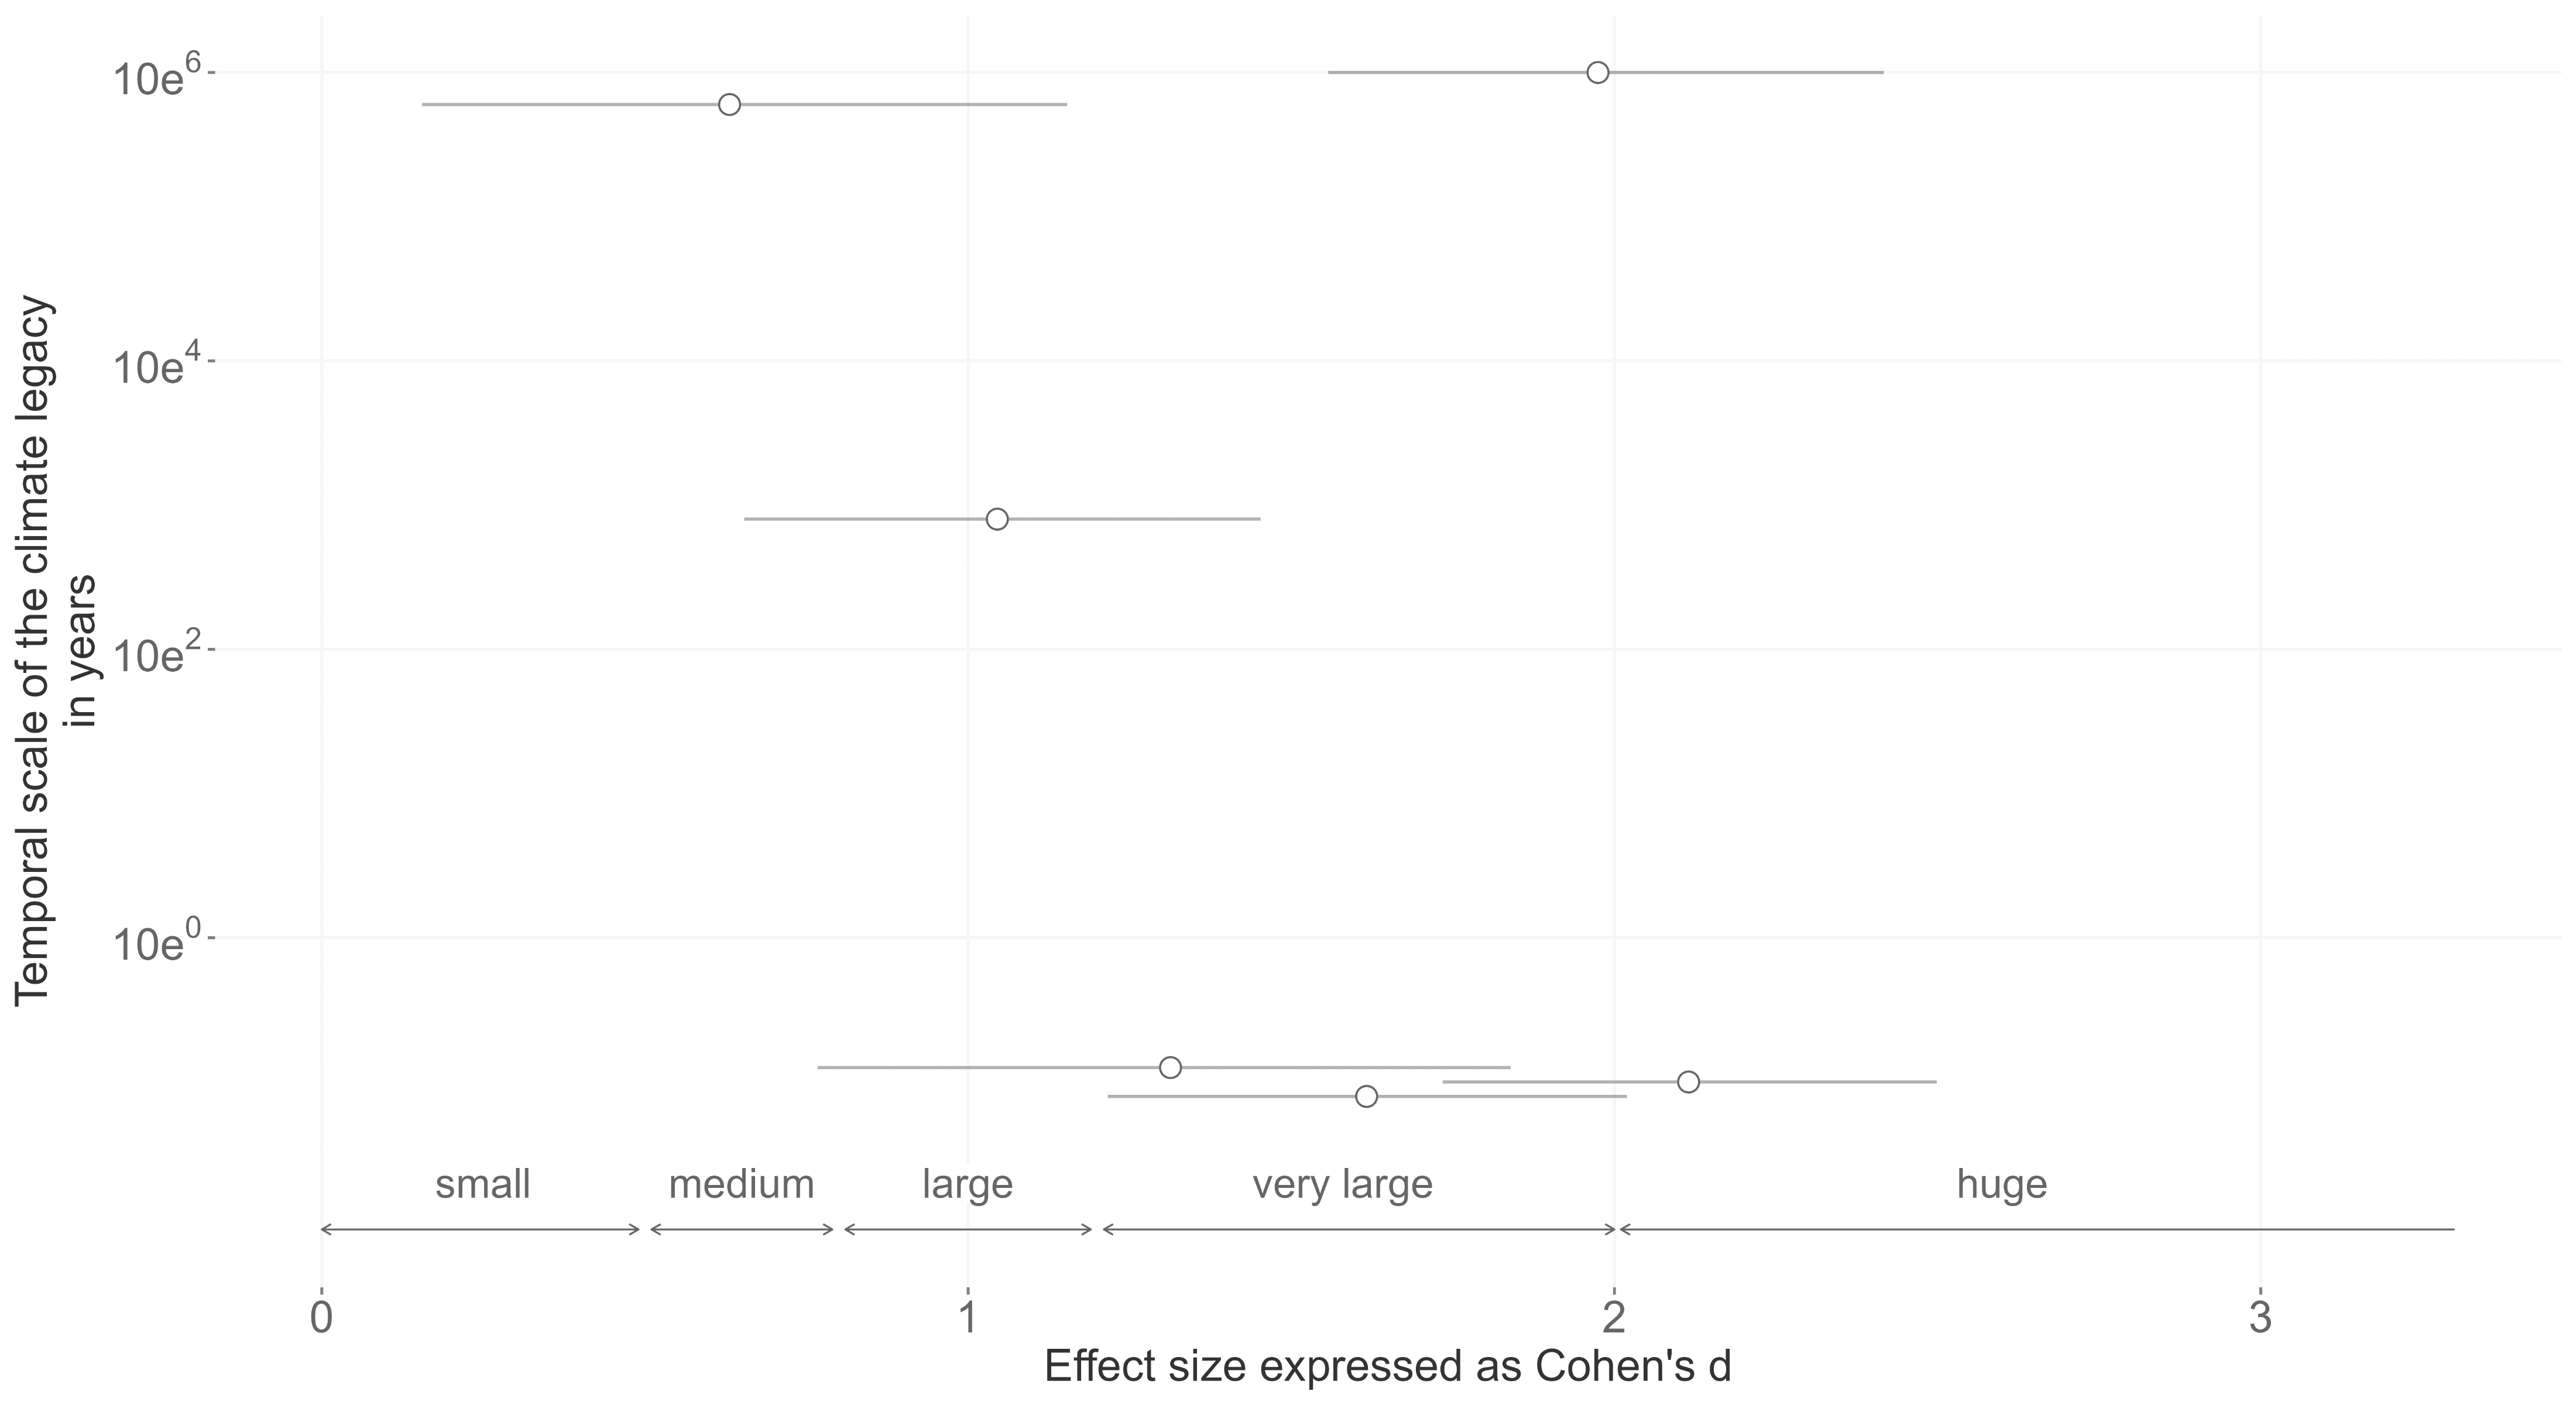 Temporal scale of the climate legacy
in years
10e⁶
10e⁴
10e²
10e⁰
small medium large very large huge
0 1 2 3
Effect size expressed as Cohen's d